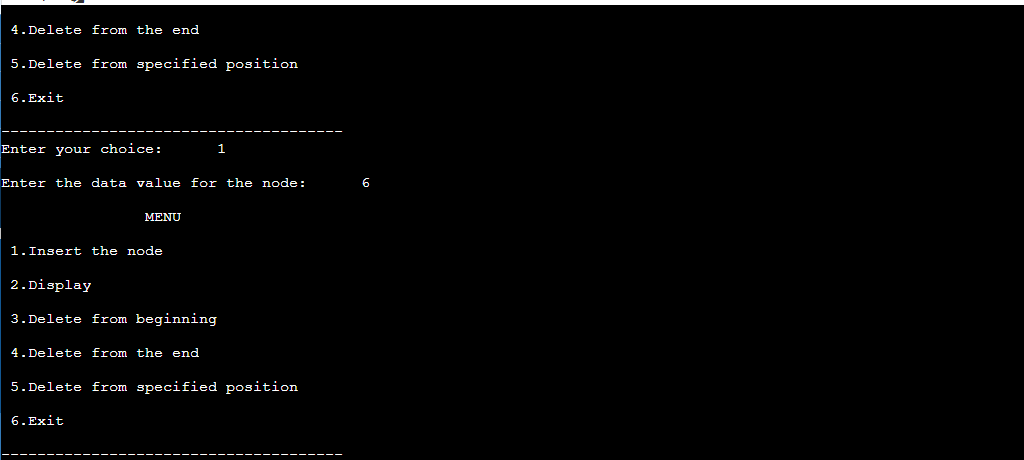 4.Delete from the end
5.Delete from specified position
6.Exit
--------------------------------------
Enter your choice: 1
Enter the data value for the node: 6
MENU
1.Insert the node
2.Display
3.Delete from beginning
4.Delete from the end
5.Delete from specified position
6.Exit
--------------------------------------